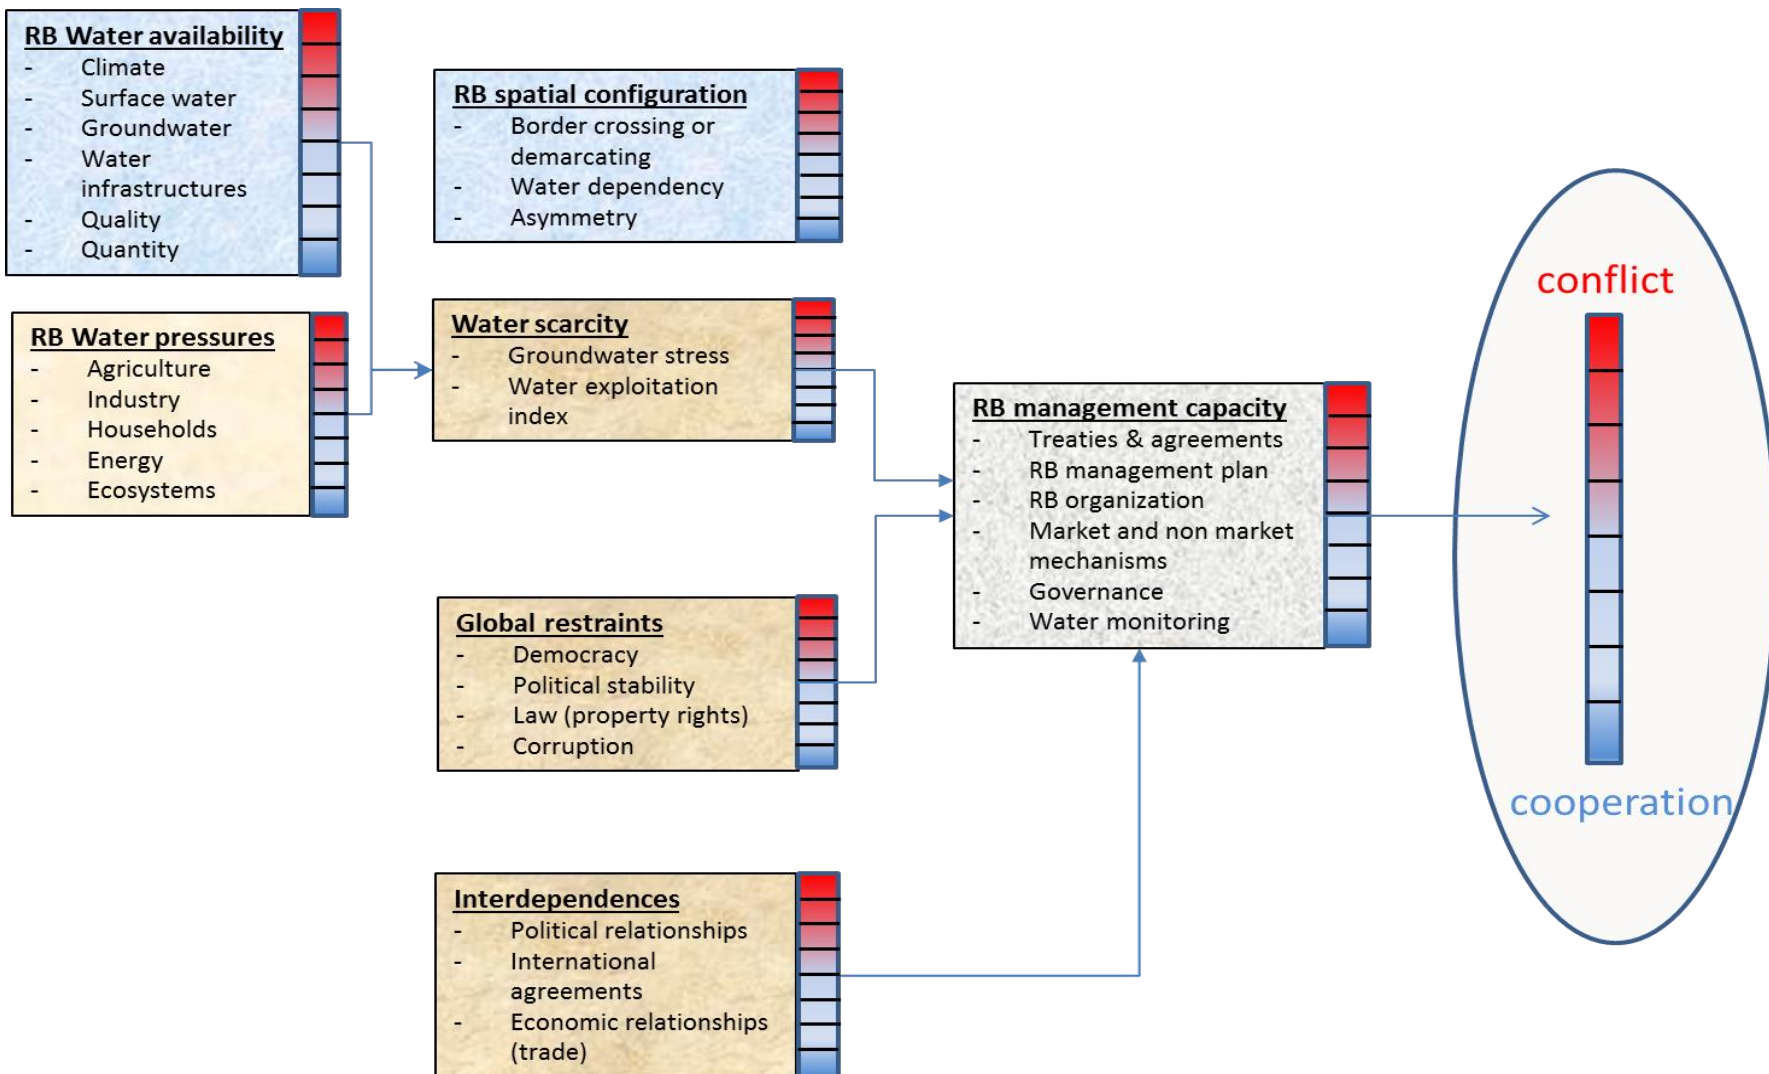 RB Water availability
- Climate
- Surface water
- Groundwater
- Water
infrastructures
- Quality
- Quantity
RB spatial configuration
- Border crossing or
demarcating
- Water dependency
- Asymmetry
RB Water pressures
- Agriculture
- Industry
- Households
- Energy
- Ecosystems
Water scarcity
- Groundwater stress
- Water exploitation
index
Global restraints
- Democracy
- Political stability
- Law (property rights)
- Corruption
Interdependences
- Political relationships
- International
agreements
- Economic relationships
(trade)
RB management capacity
- Treaties & agreements
- RB management plan
- RB organization
- Market and non market
mechanisms
- Governance
- Water monitoring
conflict
cooperation